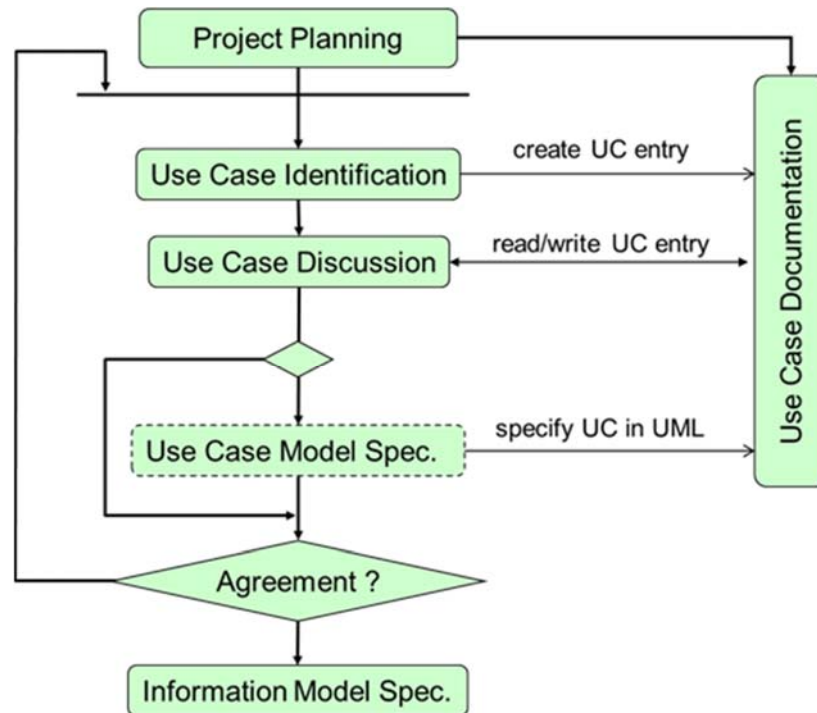 Project Planning
Use Case Identification
create UC entry
Use Case Discussion
read/write UC entry
Use Case Documentation
Use Case Model Spec.
specify UC in UML
Agreement ?
Information Model Spec.